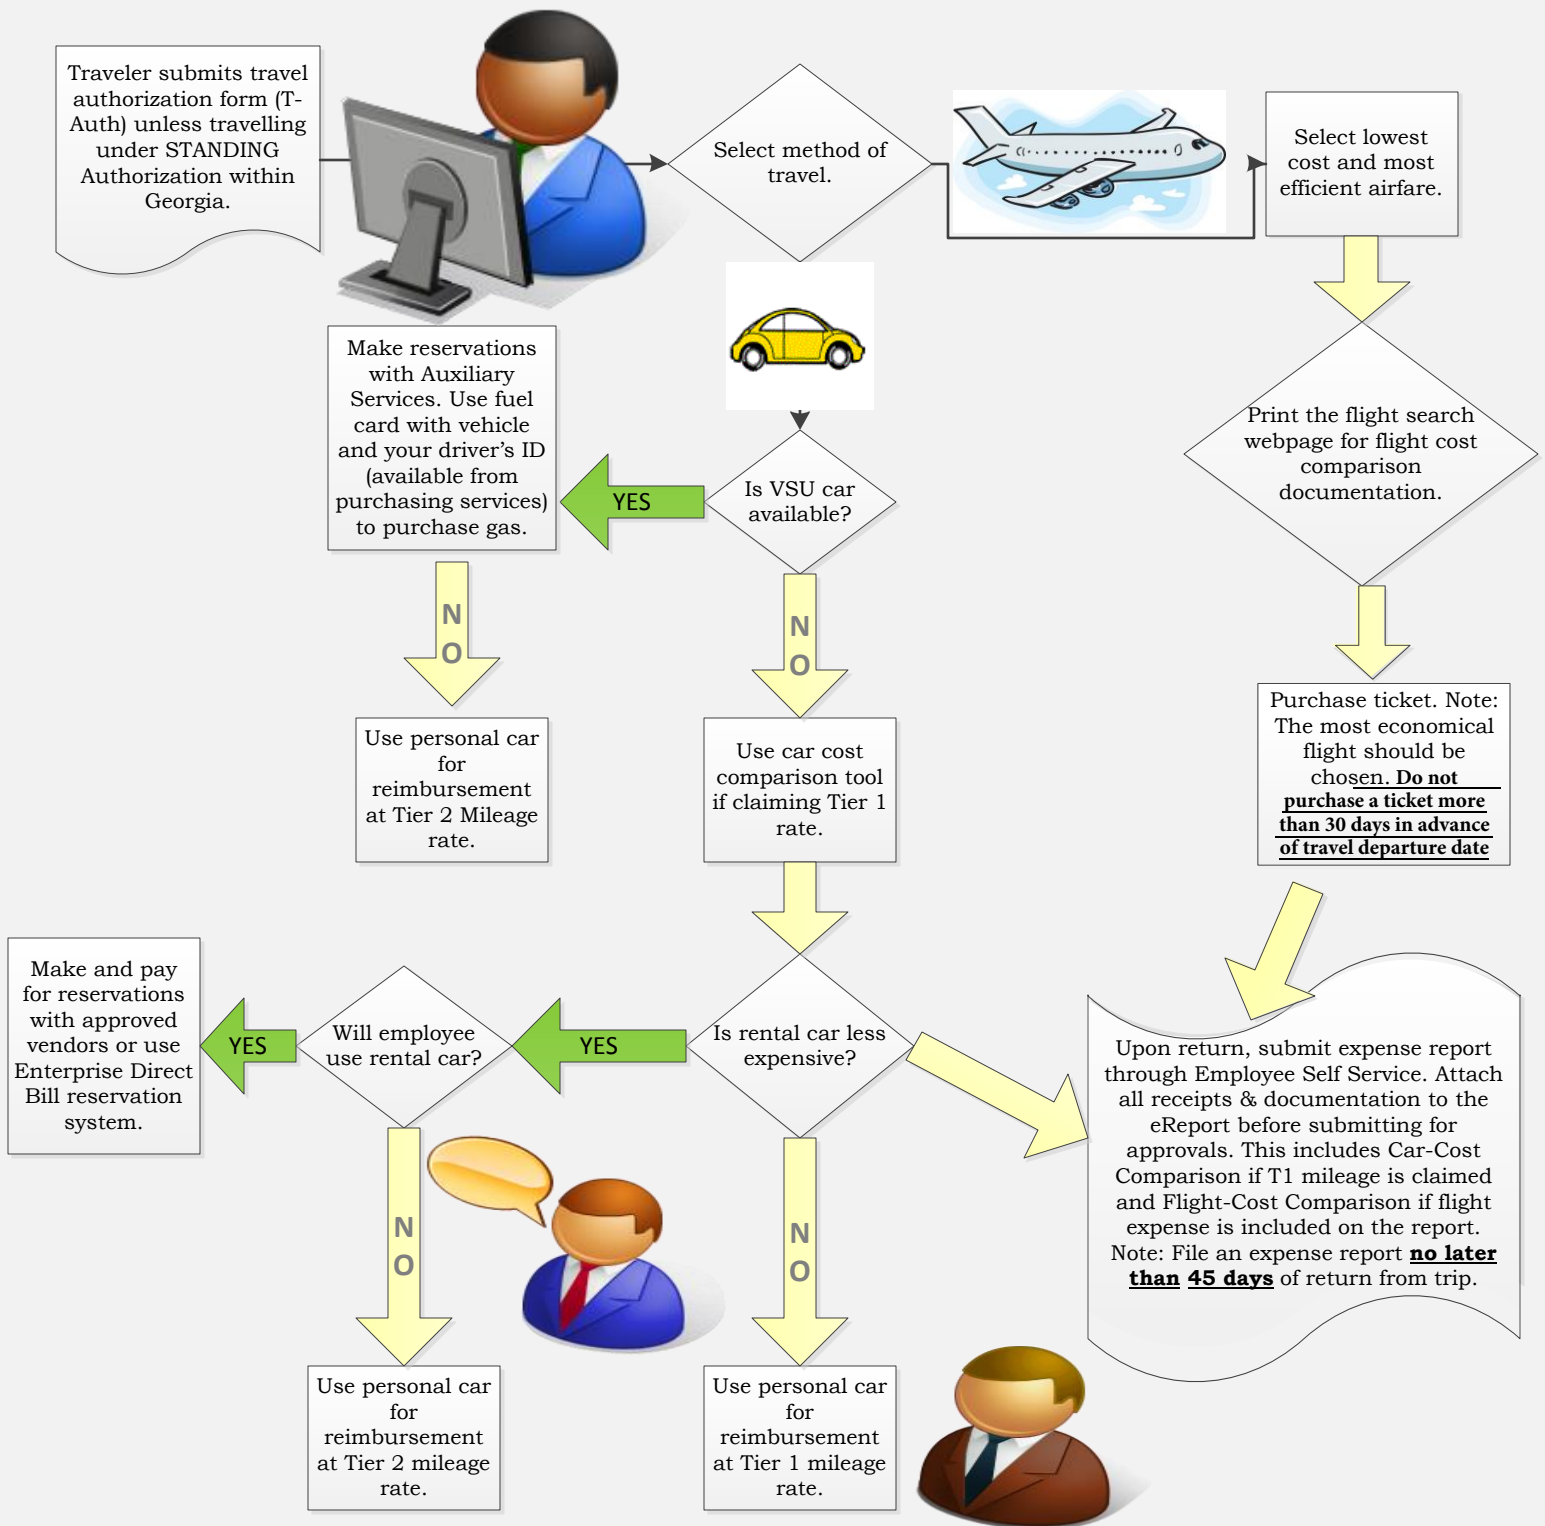 Traveler submits travel
authorization form (T-
Auth) unless travelling
under STANDING
Authorization within
Georgia.
Select method of
travel.
Select lowest
cost and most
efficient airfare.
Make reservations
with Auxiliary
Services. Use fuel
card with vehicle
and your driver's ID
(available from
purchasing services)
to purchase gas.
YES
Is VSU car
available?
Print the flight search
webpage for flight cost
comparison
documentation.
N
O
N
O
Use personal car
for
reimbursement
at Tier 2 Mileage
rate.
Use car cost
comparison tool
if claiming Tier 1
rate.
Purchase ticket. Note:
The most economical
flight should be
chosen. Do not
purchase a ticket more
than 30 days in advance
of travel departure date
Make and pay
for reservations
with approved
vendors or use
Enterprise Direct
Bill reservation
system.
YES
Will employee
use rental car?
YES
Is rental car less
expensive?
Upon return, submit expense report
through Employee Self Service. Attach
all receipts & documentation to the
eReport before submitting for
approvals. This includes Car-Cost
Comparison if T1 mileage is claimed
and Flight-Cost Comparison if flight
expense is included on the report.
Note: File an expense report no later
than 45 days of return from trip.
N
O
N
O
Use personal car
for
reimbursement
at Tier 2 mileage
rate.
Use personal car
for
reimbursement
at Tier 1 mileage
rate.